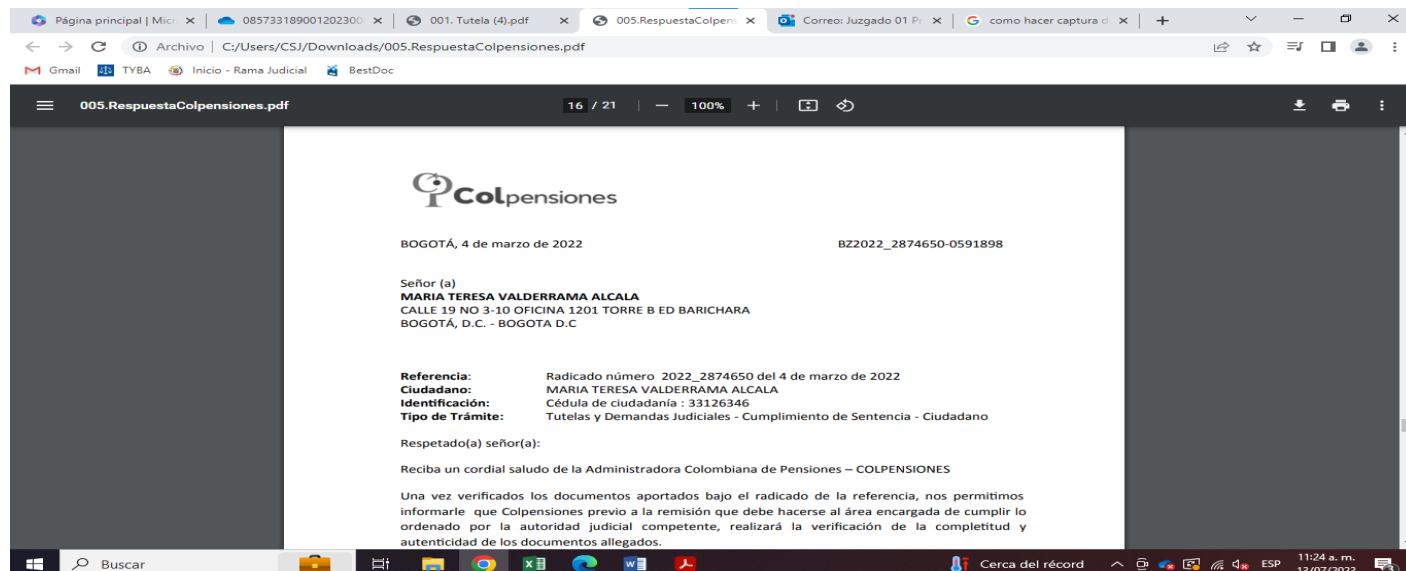 Página principal | Micr
08573318900120230
001. Tutela (4).pdf
005.RespuestaColpens
Correo: Juzgado 01 Pr
como hacer captura d
Archivo | C:/Users/CSJ/Downloads/005.RespuestaColpensiones.pdf
Gmail TYBA Inicio - Rama Judicial BestDoc
005.RespuestaColpensiones.pdf 16 / 21 100%
Colpensiones
BOGOTÁ, 4 de marzo de 2022 BZ2022_2874650-0591898
Señor (a)
MARIA TERESA VALDERRAMA ALCALA
CALLE 19 NO 3-10 OFICINA 1201 TORRE B ED BARICHARA
BOGOTÁ, D.C. - BOGOTA D.C
Referencia: Radicado número 2022_2874650 del 4 de marzo de 2022
Ciudadano: MARIA TERESA VALDERRAMA ALCALA
Identificación: Cédula de ciudadanía : 33126346
Tipo de Trámite: Tutelas y Demandas Judiciales - Cumplimiento de Sentencia - Ciudadano
Respetado(a) señor(a):
Reciba un cordial saludo de la Administradora Colombiana de Pensiones – COLPENSIONES
Una vez verificados los documentos aportados bajo el radicado de la referencia, nos permitimos
informarle que Colpensiones previo a la remisión que debe hacerse al área encargada de cumplir lo
ordenado por la autoridad judicial competente, realizará la verificación de la completitud y
autenticidad de los documentos allegados.
Buscar Cerca del récord ESP 11:24 a. m.
13/07/2023